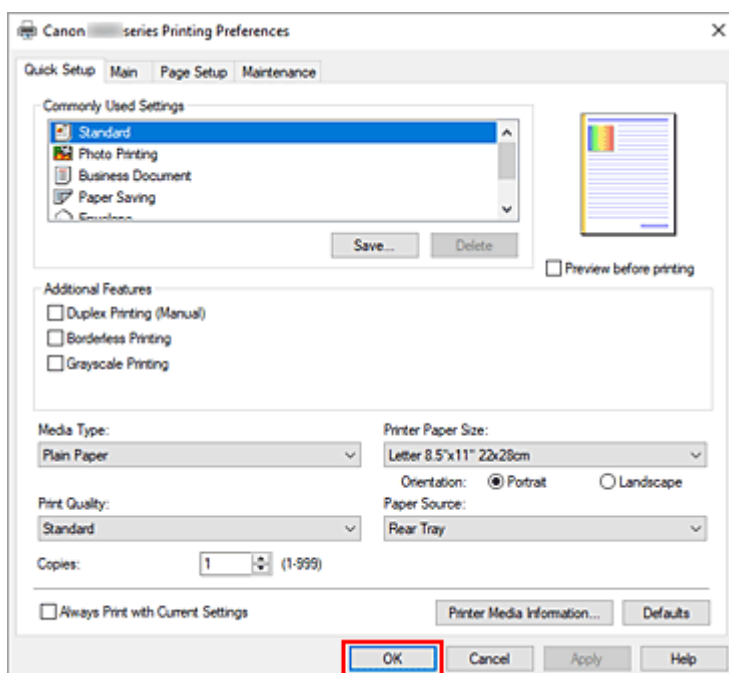 Canon series Printing Preferences
Quick Setup Main Page Setup Maintenance
Commonly Used Settings
Standard
Photo Printing
Business Document
Paper Saving
Envelope
Save... Delete
Preview before printing
Additional Features
Duplex Printing (Manual)
Borderless Printing
Grayscale Printing
Media Type: Printer Paper Size:
Plain Paper Letter 8.5"x11" 22x28cm
Orientation: Portrait Landscape
Print Quality: Paper Source:
Standard Rear Tray
Copies: 1 (1-999)
Always Print with Current Settings Printer Media Information... Defaults
OK Cancel Apply Help